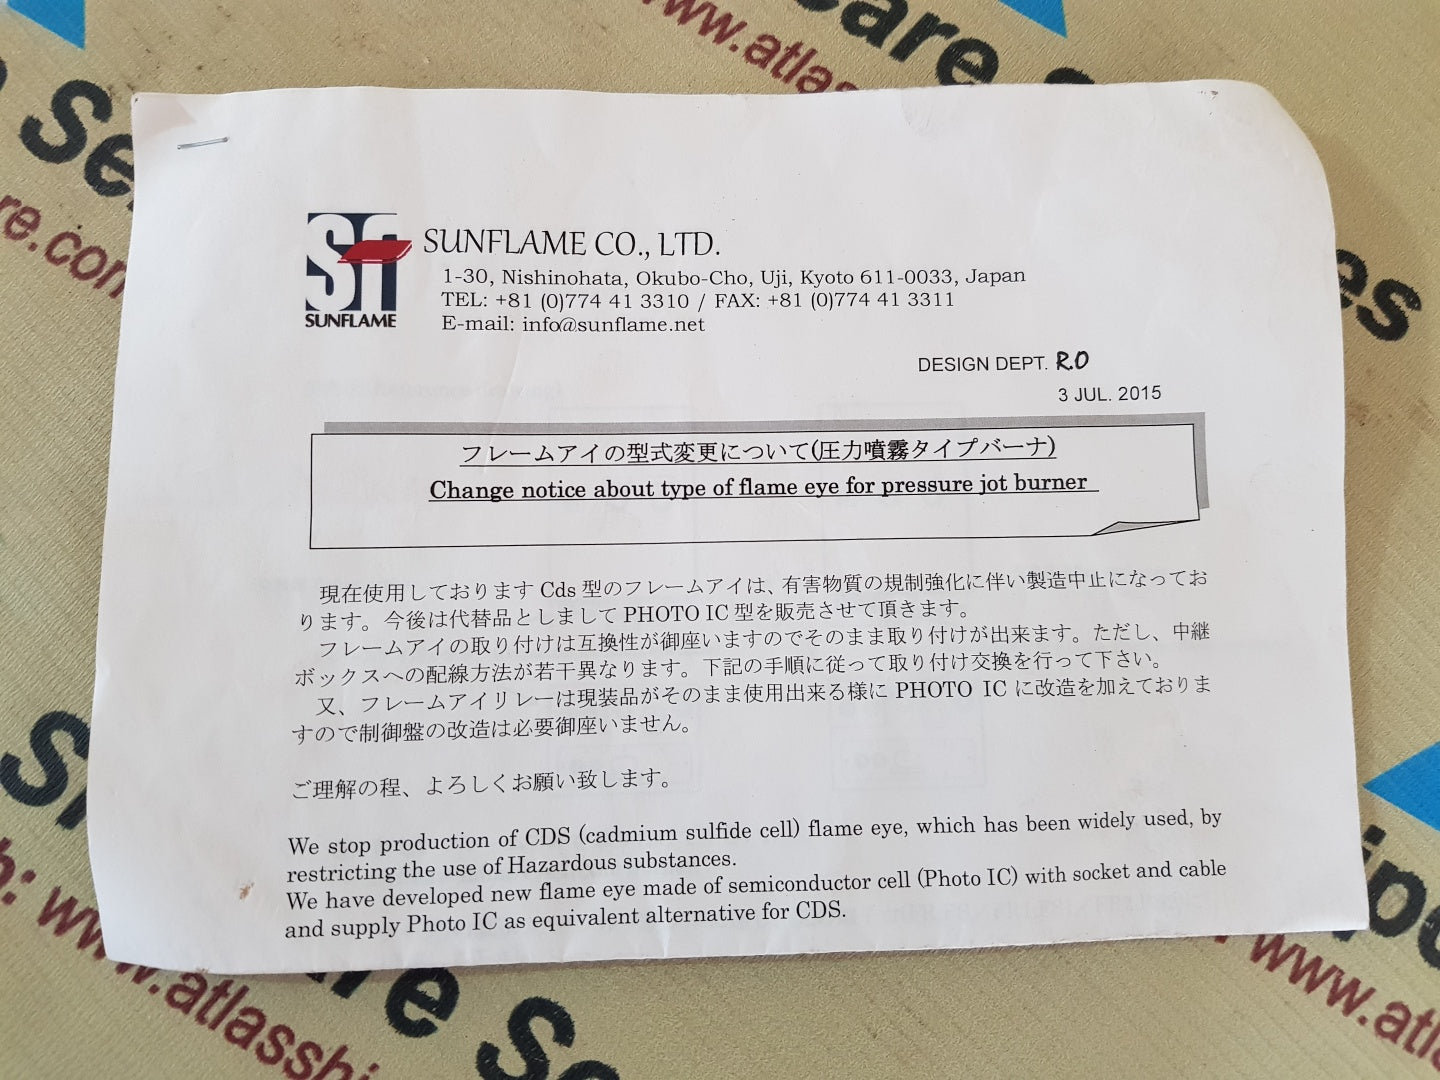 SUNFLAME
SUNFLAME CO., LTD.
1-30, Nishinohata, Okubo-Cho, Uji, Kyoto 611-0033, Japan
TEL: +81 (0)774 41 3310 / FAX: +81 (0)774 41 3311
E-mail: info@sunflame.net
DESIGN DEPT. R.O
3 JUL. 2015
フレームアイの型式変更について(圧力噴霧タイプバーナ)
Change notice about type of flame eye for pressure jot burner
現在使用しております Cds 型のフレームアイは、有害物質の規制強化に伴い製造中止になってお
ります。今後は代替品としまして PHOTO IC 型を販売させて頂きます。
フレームアイの取り付けは互換性が御座いますのでそのまま取り付けが出来ます。ただし、中継
ボックスへの配線方法が若干異なります。下記の手順に従って取り付け交換を行って下さい。
又、フレームアイリレーは現装品がそのまま使用出来る様に PHOTO IC に改造を加えておりま
すので制御盤の改造は必要御座いません。
ご理解の程、よろしくお願い致します。
We stop production of CDS (cadmium sulfide cell) flame eye, which has been widely used, by
restricting the use of Hazardous substances.
We have developed new flame eye made of semiconductor cell (Photo IC) with socket and cable
and supply Photo IC as equivalent alternative for CDS.